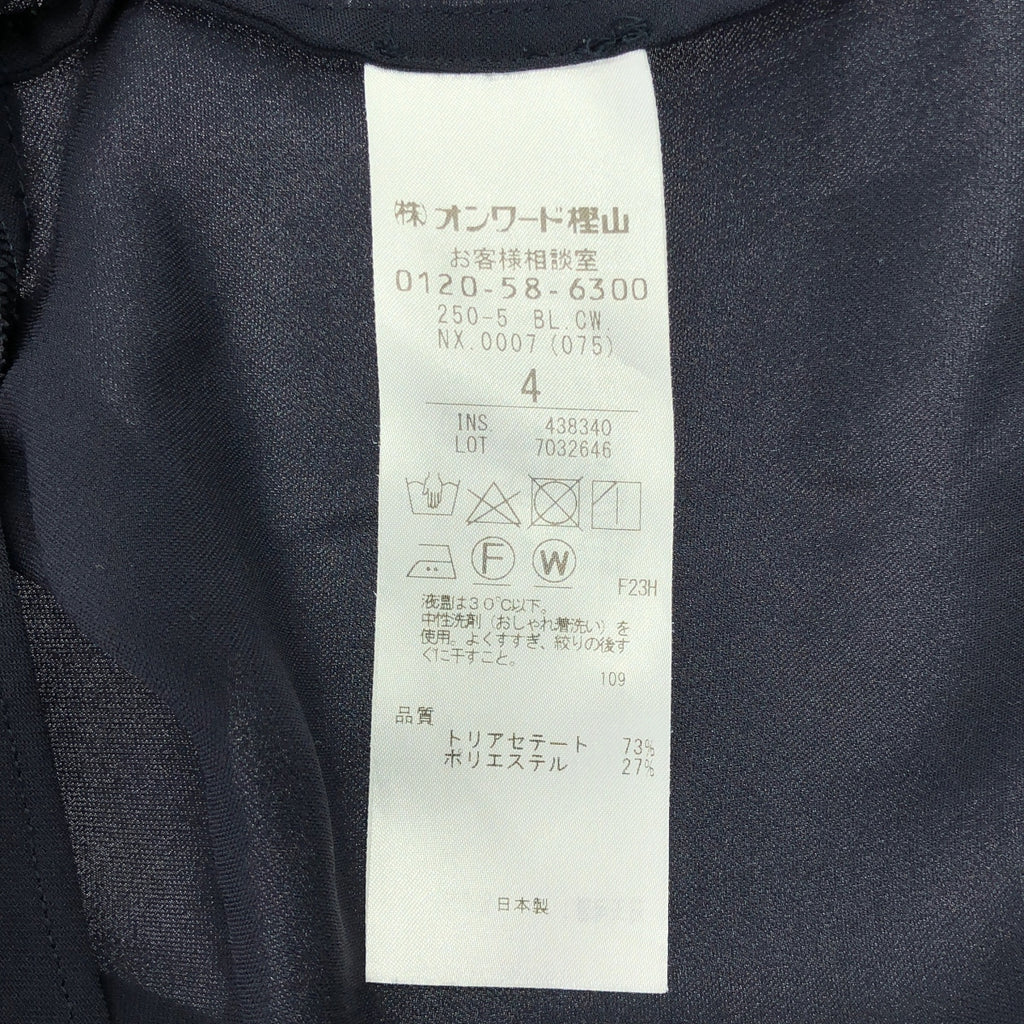 ㈱オンワード樫山
お客様相談室
0120-58-6300
250-5 BL.CW.
NX.0007(075)
4
INS. 438340
LOT 7032646
F W
F23H
液温は30℃以下。
中性洗剤（おしゃれ着洗い）を
使用。よくすすぎ、絞りの後す
ぐに干すこと。
109
品質
トリアセテート 73%
ポリエステル 27%
日本製